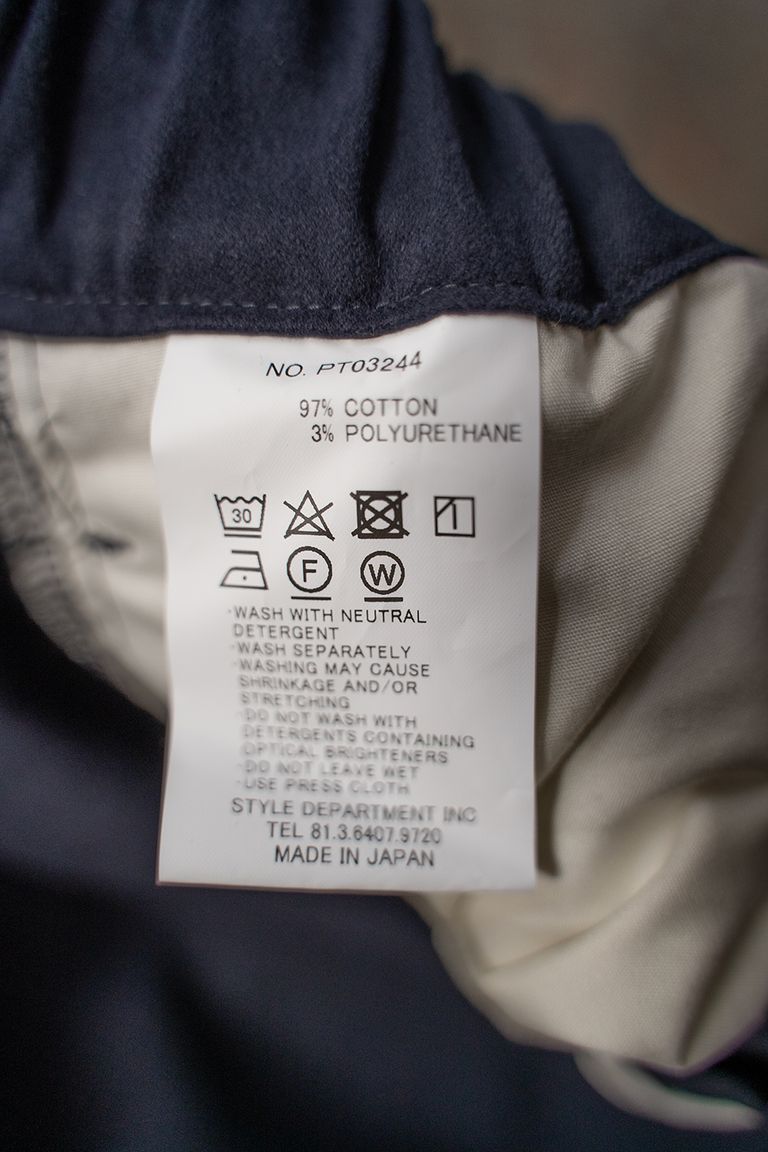 NO. PT03244
97% COTTON
3% POLYURETHANE
30
F W
·WASH WITH NEUTRAL
DETERGENT
·WASH SEPARATELY
·WASHING MAY CAUSE
SHRINKAGE AND/OR
STRETCHING
·DO NOT WASH WITH
DETERGENTS CONTAINING
OPTICAL BRIGHTENERS
·DO NOT LEAVE WET
·USE PRESS CLOTH
STYLE DEPARTMENT INC
TEL 81.3.6407.9720
MADE IN JAPAN